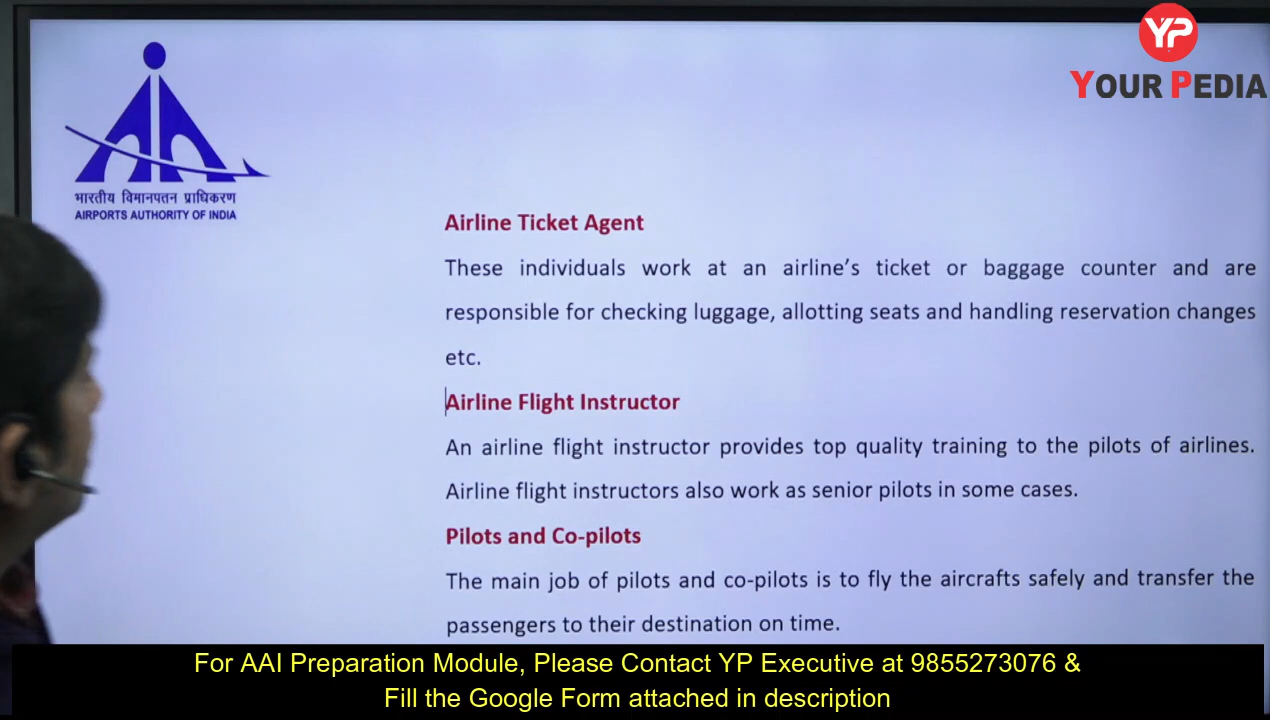 YP
YOUR PEDIA
भारतीय विमानपतन प्राधिकरण
AIRPORTS AUTHORITY OF INDIA
Airline Ticket Agent
These individuals work at an airline's ticket or baggage counter and are
responsible for checking luggage, allotting seats and handling reservation changes
etc.
Airline Flight Instructor
An airline flight instructor provides top quality training to the pilots of airlines.
Airline flight instructors also work as senior pilots in some cases.
Pilots and Co-pilots
The main job of pilots and co-pilots is to fly the aircrafts safely and transfer the
passengers to their destination on time.
For AAI Preparation Module, Please Contact YP Executive at 9855273076 &
Fill the Google Form attached in description